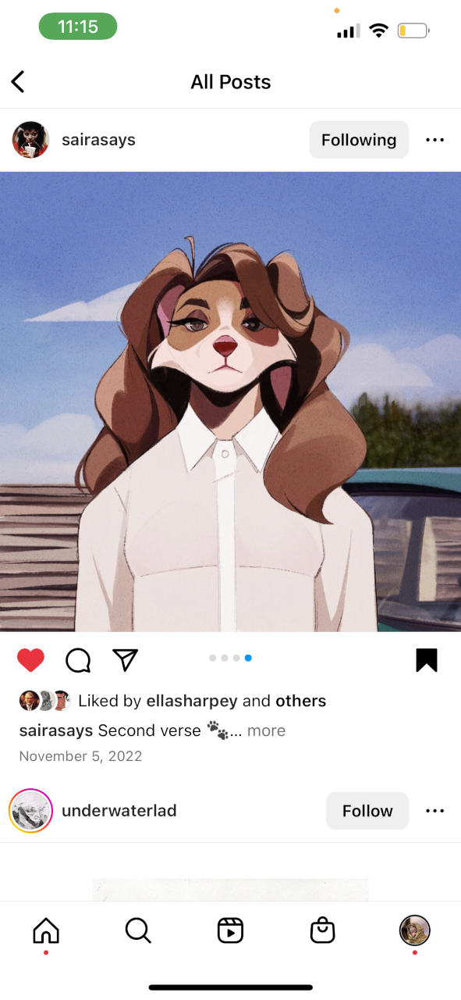 11:15
All Posts
sairasays
Following
Liked by ellasharpey and others
sairasays Second verse 🐾... more
November 5, 2022
underwaterlad
Follow